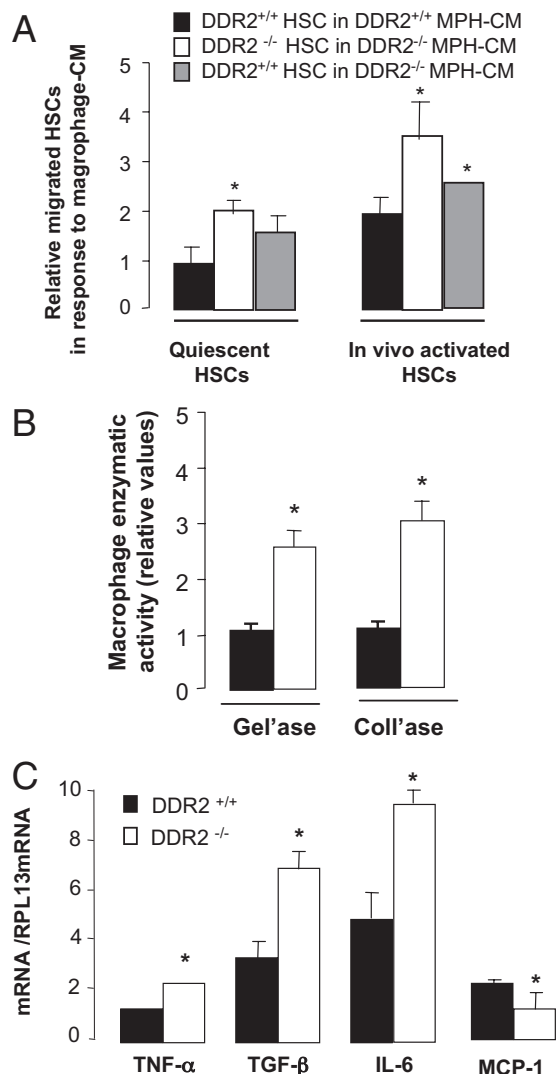 A
DDR2+/+ HSC in DDR2+/+ MPH-CM
DDR2 -/- HSC in DDR2-/- MPH-CM
DDR2+/+ HSC in DDR2-/- MPH-CM
Relative migrated HSCs
in response to magrophage-CM
5
4
3
2
1
0
*
*
*
Quiescent
HSCs
In vivo activated
HSCs
B
Macrophage enzymatic
activity (relative values)
5
4
3
2
1
0
*
*
Gel'ase
Coll'ase
C
mRNA /RPL13mRNA
10
8
6
4
2
0
DDR2 +/+
DDR2 -/-
*
*
*
*
TNF-α
TGF-β
IL-6
MCP-1